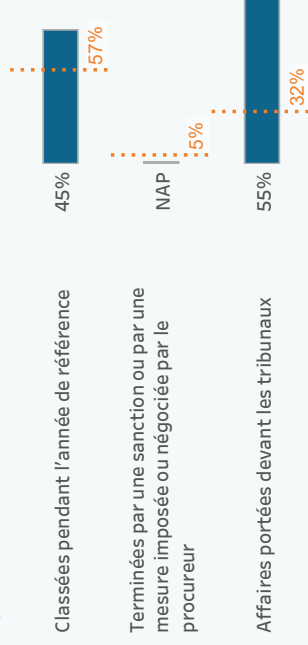 Classées pendant l’année de référence
45%
57%
Terminées par une sanction ou par une
mesure imposée ou négociée par le
procureur
NAP
5%
Affaires portées devant les tribunaux
55%
32%